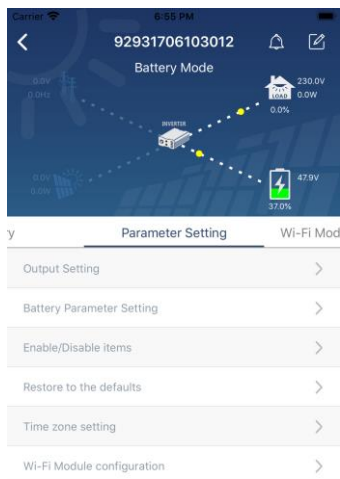 Carrier 6:55 PM
92931706103012
Battery Mode
0.0V
0.0Hz
230.0V
LOAD 0.0W
0.0%
INVERTER
0.0V
0.0W
47.9V
37.0%
y Parameter Setting Wi-Fi Mod
Output Setting
Battery Parameter Setting
Enable/Disable items
Restore to the defaults
Time zone setting
Wi-Fi Module configuration